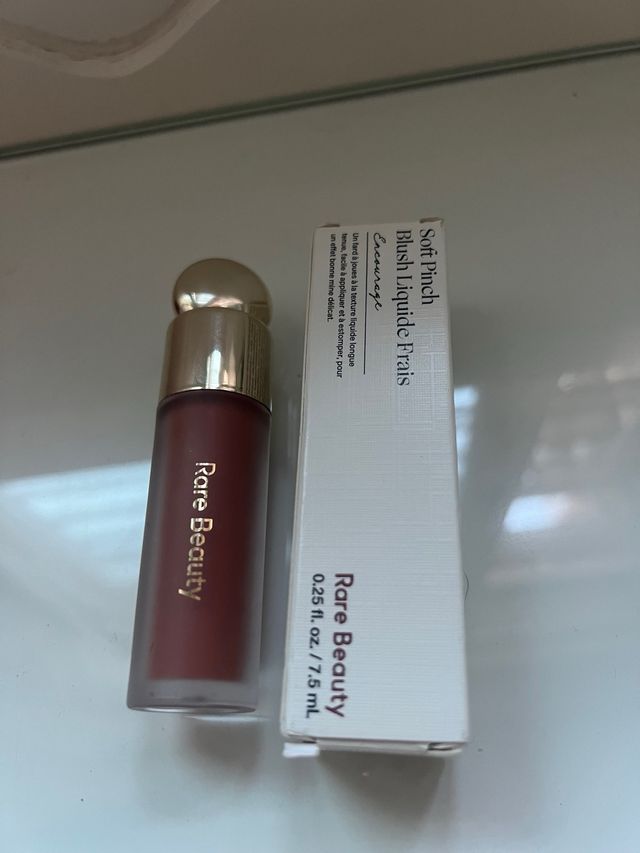 Soft Pinch
Blush Liquide Frais
Encourage
Un fard à joues à la texture liquide longue
tenue, facile à appliquer et à estomper, pour
un effet bonne mine délicat.
Rare Beauty
0.25 fl. oz. / 7.5 mL
Rare Beauty